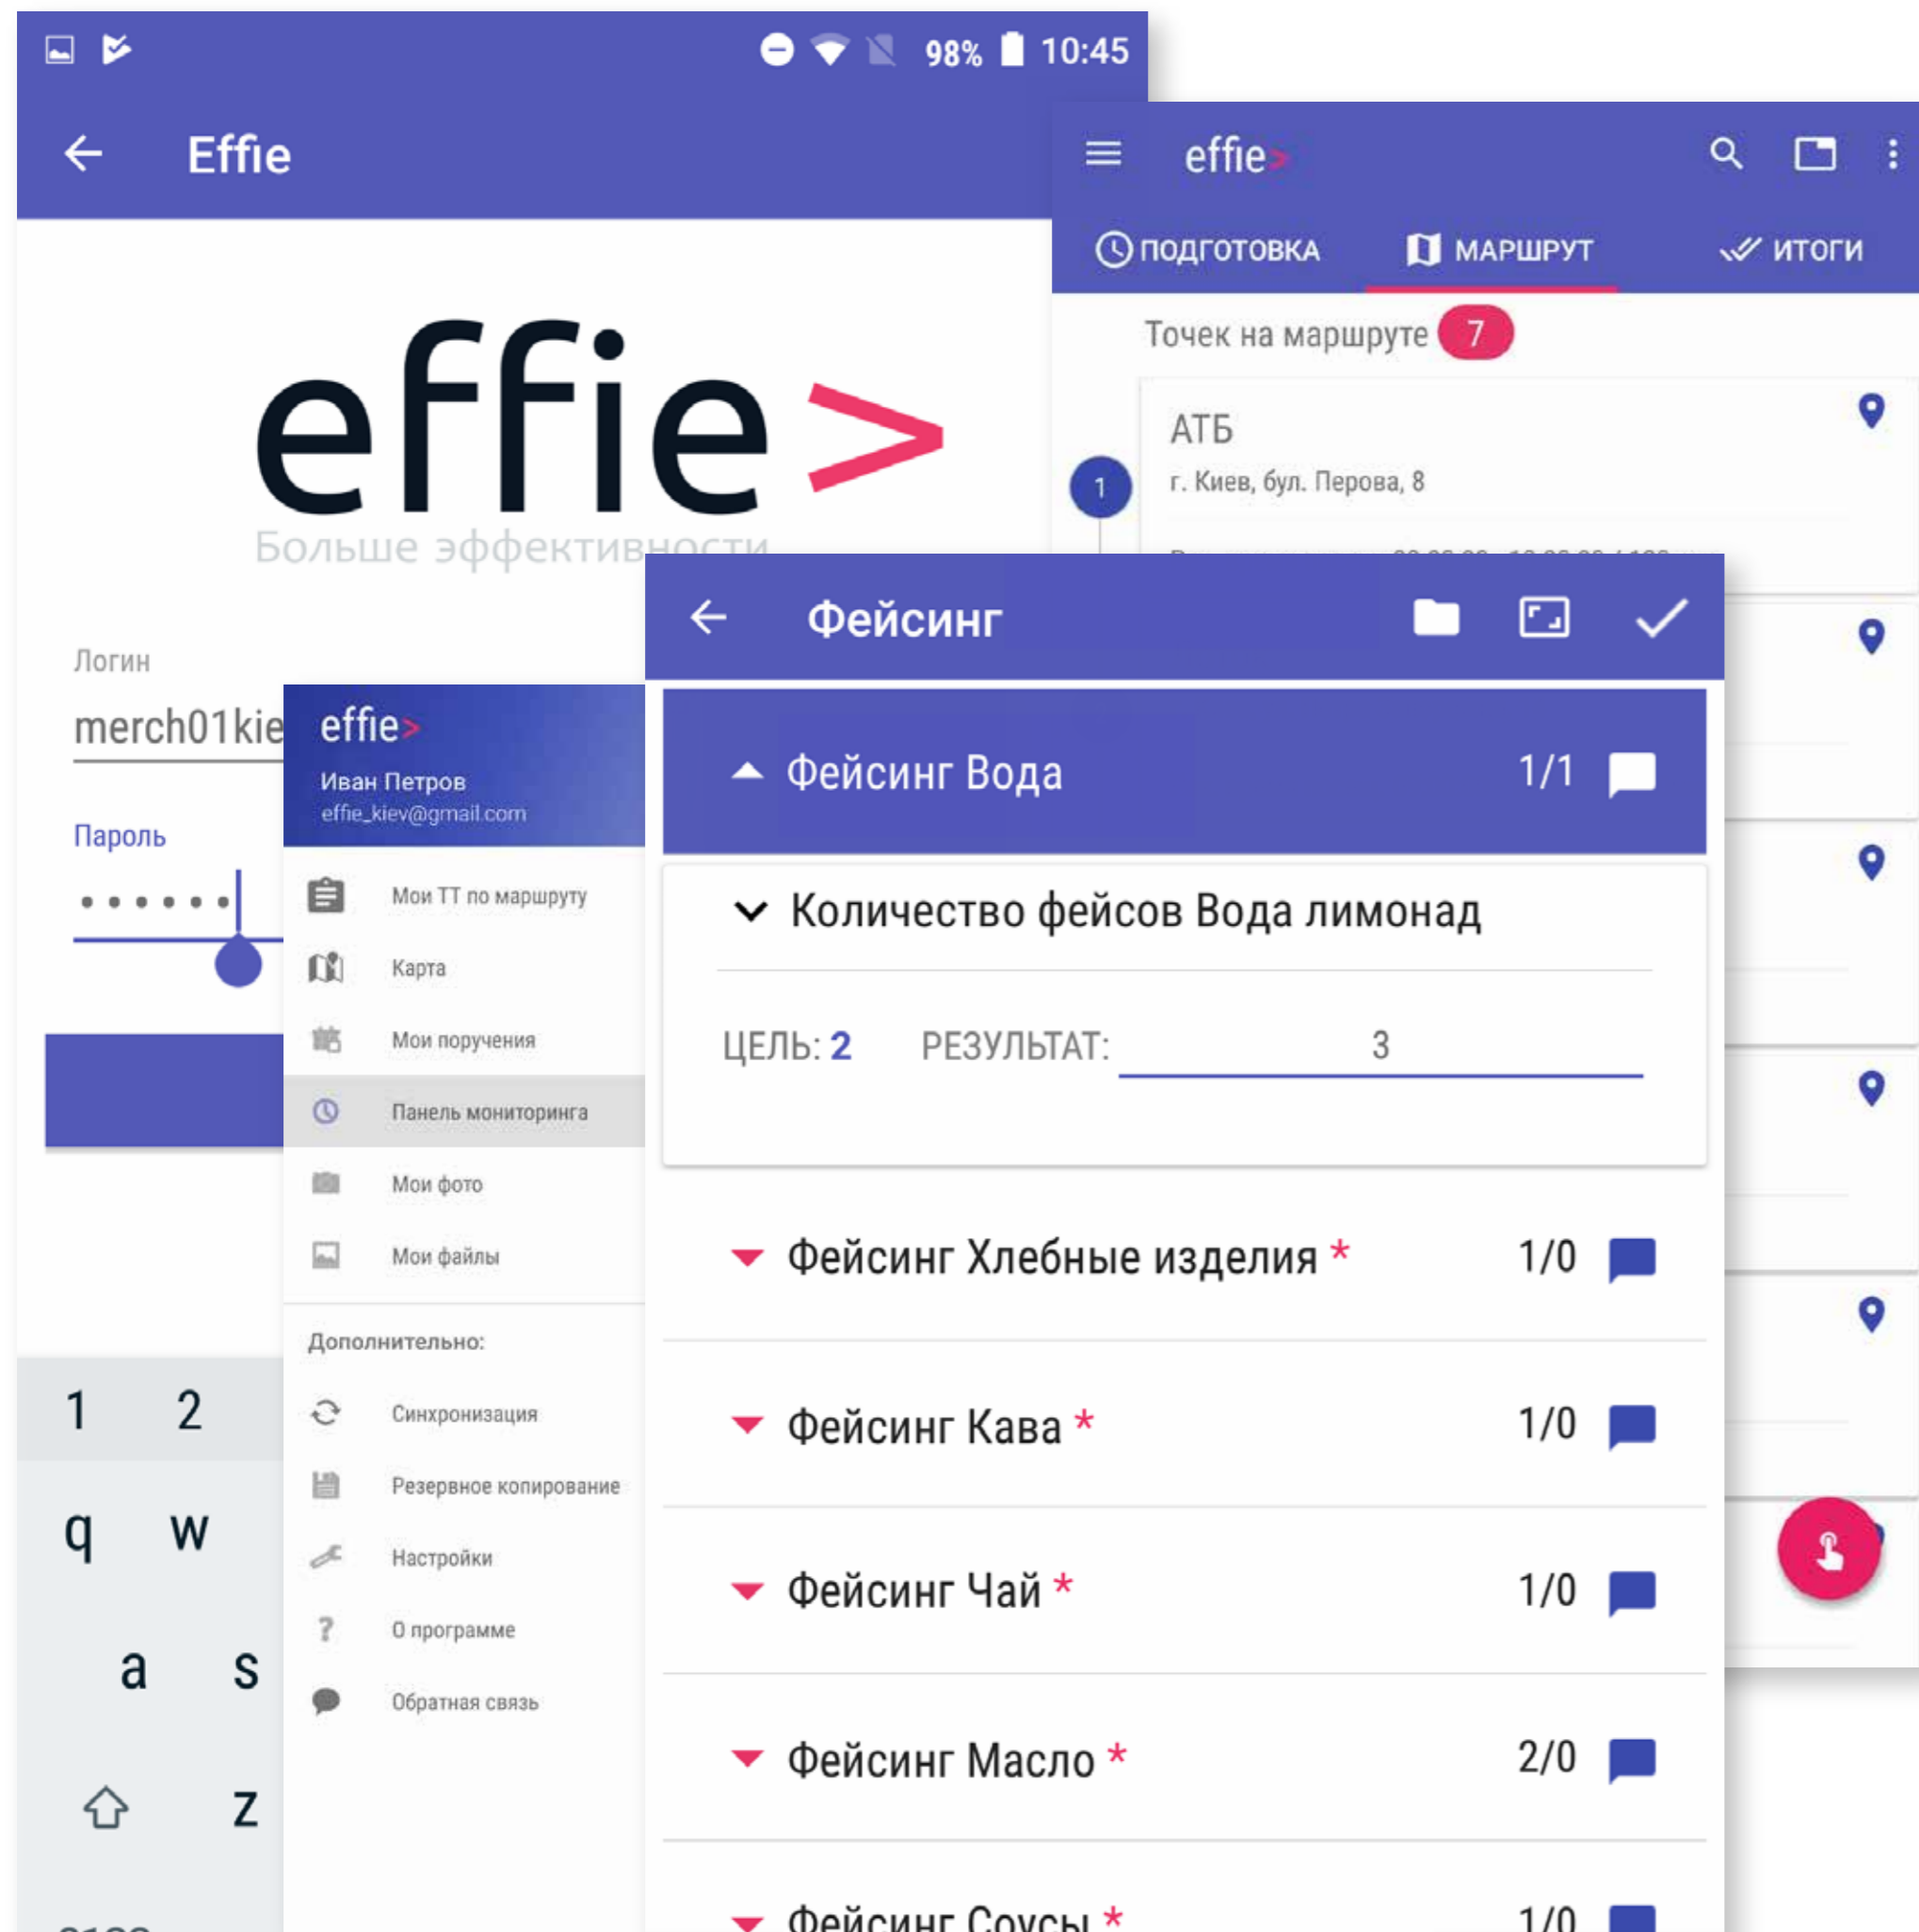 98% 10:45
Effie
effie>
Больше эффективности
Логин
merch01kie
Пароль
1 2
q w
a s
z
effie>
ПОДГОТОВКА МАРШРУТ ИТОГИ
Точек на маршруте 7
АТБ
1
г. Киев, бул. Перова, 8
effie>
Иван Петров
effie_kiev@gmail.com
Мои ТТ по маршруту
Карта
Мои поручения
Панель мониторинга
Мои фото
Мои файлы
Дополнительно:
Синхронизация
Резервное копирование
Настройки
? О программе
Обратная связь
Фейсинг
Фейсинг Вода 1/1
Количество фейсов Вода лимонад
ЦЕЛЬ: 2 РЕЗУЛЬТАТ: 3
Фейсинг Хлебные изделия * 1/0
Фейсинг Кава * 1/0
Фейсинг Чай * 1/0
Фейсинг Масло * 2/0
Фейсинг Соусы * 1/0